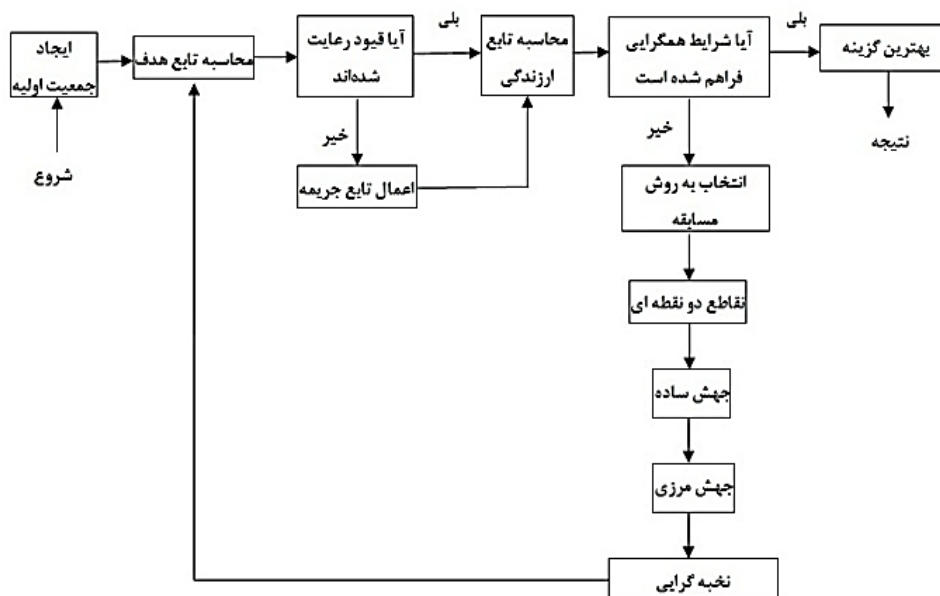 شروع
ایجاد
جمعیت اولیه
محاسبه تابع هدف
آیا قیود رعایت
شده‌اند
بلی
خیر
اعمال تابع جریمه
محاسبه تابع
ارزندگی
آیا شرایط همگرایی
فراهم شده است
بلی
بهترین گزینه
نتیجه
خیر
انتخاب به روش
مسابقه
تقاطع دو نقطه ای
جهش ساده
جهش مرزی
نخبه گرایی